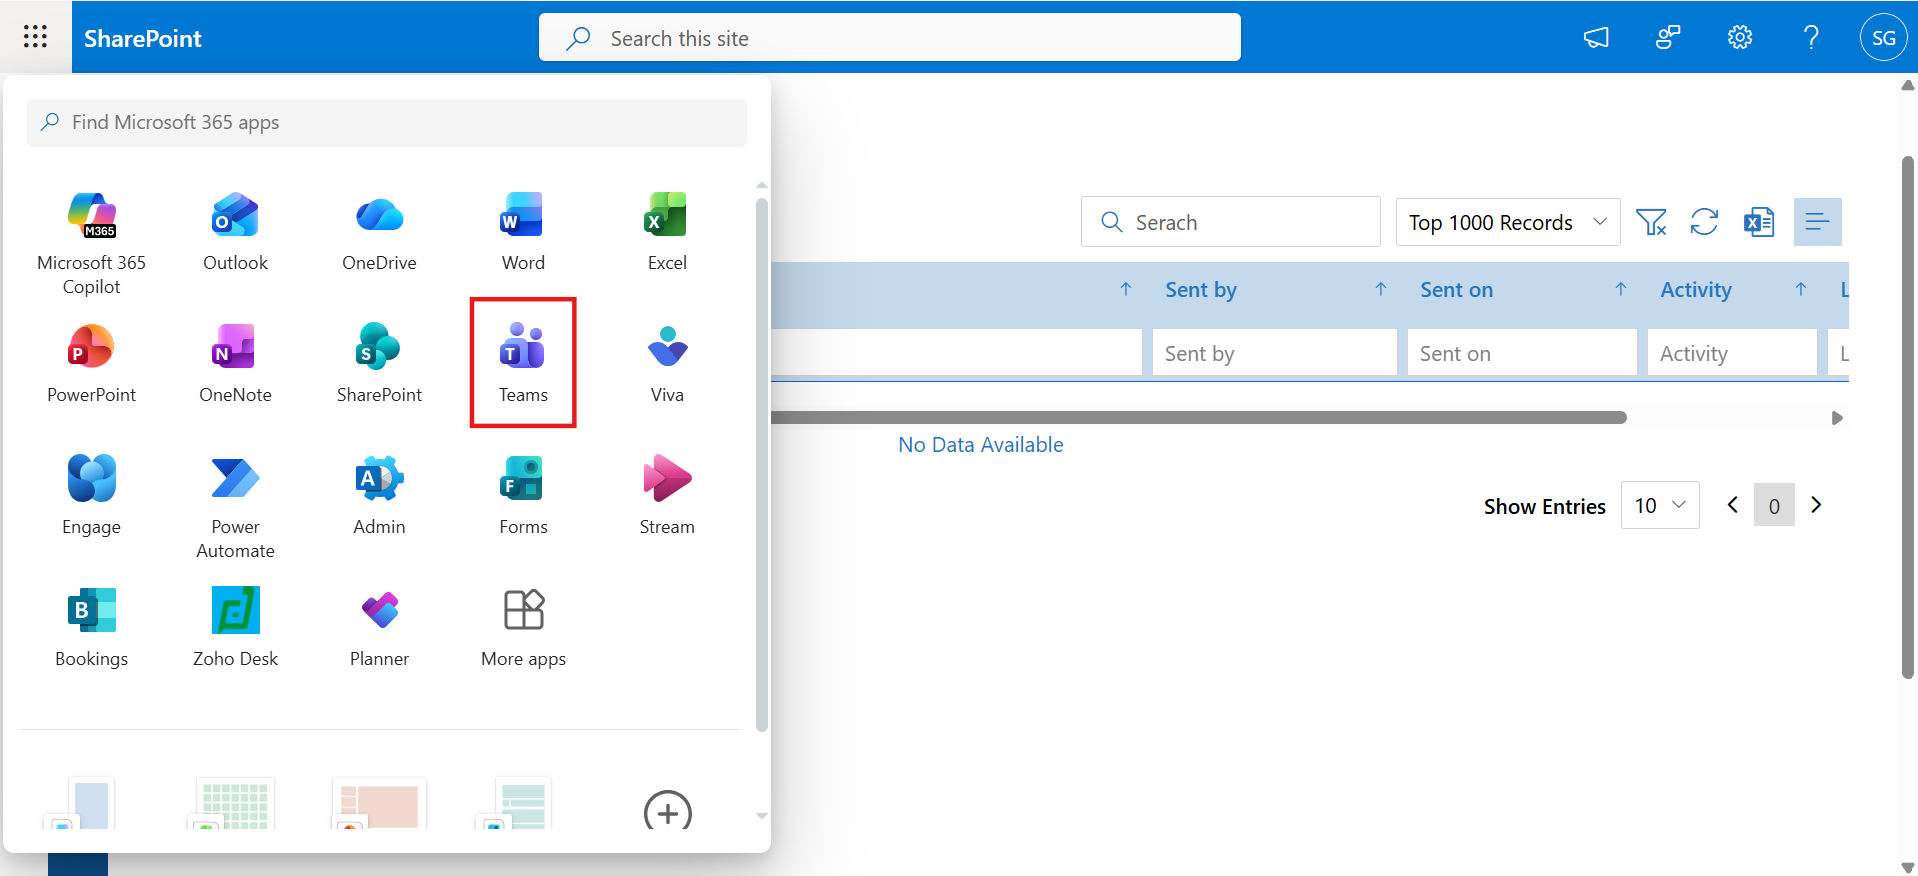 SharePoint
Search this site
SG
Find Microsoft 365 apps
M365
Microsoft 365
Copilot
O
Outlook
OneDrive
W
Word
X
Excel
P
PowerPoint
N
OneNote
S
SharePoint
T
Teams
Viva
Engage
Power
Automate
A
Admin
F
Forms
Stream
B
Bookings
Zoho Desk
Planner
More apps
Serach
Top 1000 Records
X
Sent by
Sent on
Activity
L
Sent by
Sent on
Activity
L
No Data Available
Show Entries
10
0